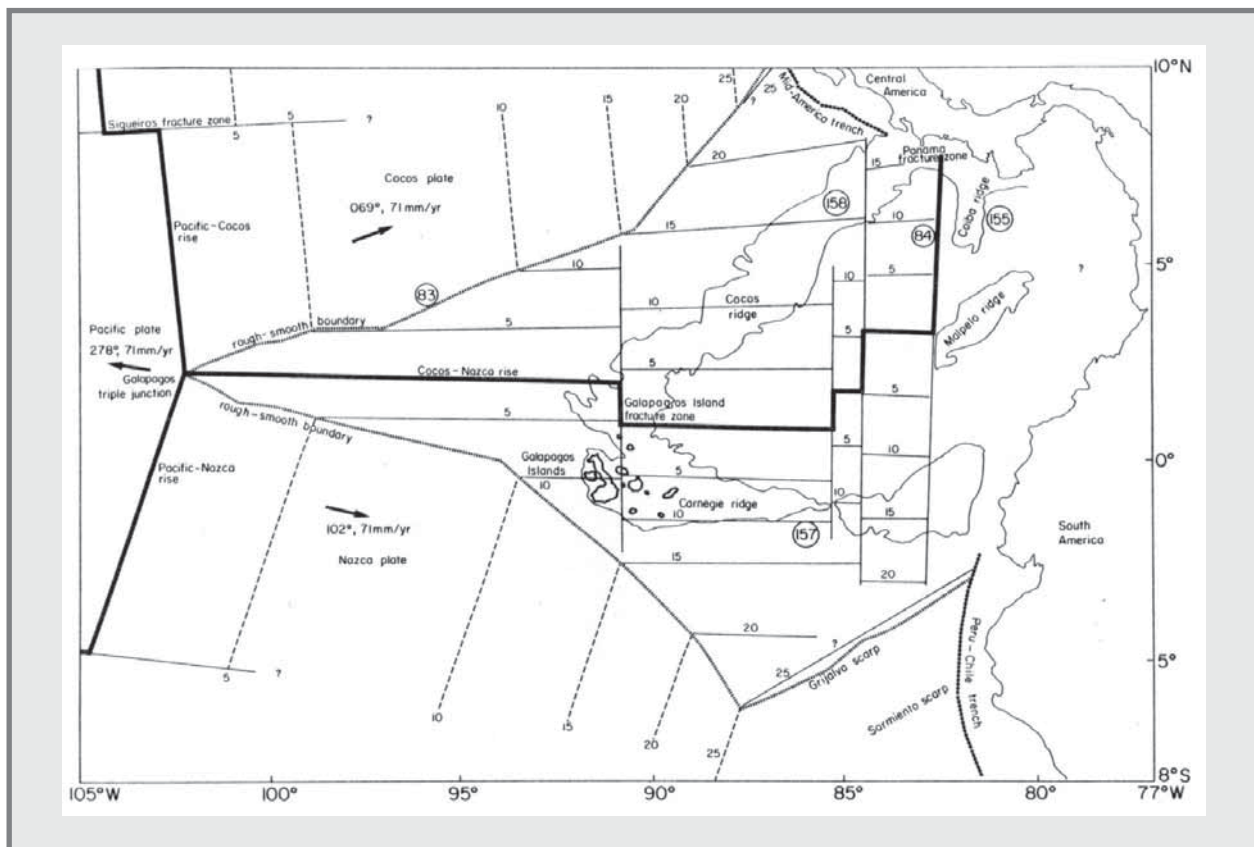 10°N
25
25
?
Mid-America trench
Central
America
Siqueiros fracture zone
5
5
?
10
15
20
20
15
Panama
fracture zone
Cocos plate
069°, 71mm/yr
158
15
10
84
Coiba ridge
155
Pacific-Cocos
rise
10
10
10
5
5°
?
83
Cocos
ridge
Malpelo ridge
rough-smooth boundary
5
5
5
Pacific plate
278°, 71mm/yr
Galapagos
triple junction
Cocos-Nazca rise
Galapagros Island
fracture zone
rough-smooth boundary
5
5
5
Pacific-Nazca
rise
Galapagos
Islands
10
5
10
0°
10
Carnegie ridge
10
15
157
South
America
102°, 71mm/yr
Nazca plate
15
20
20
?
25
Grijalva scarp
Peru-Chile trench
Sarmiento scarp
5
?
10
15
20
25
5°
8°S
105°W
100°
95°
90°
85°
80°
77°W